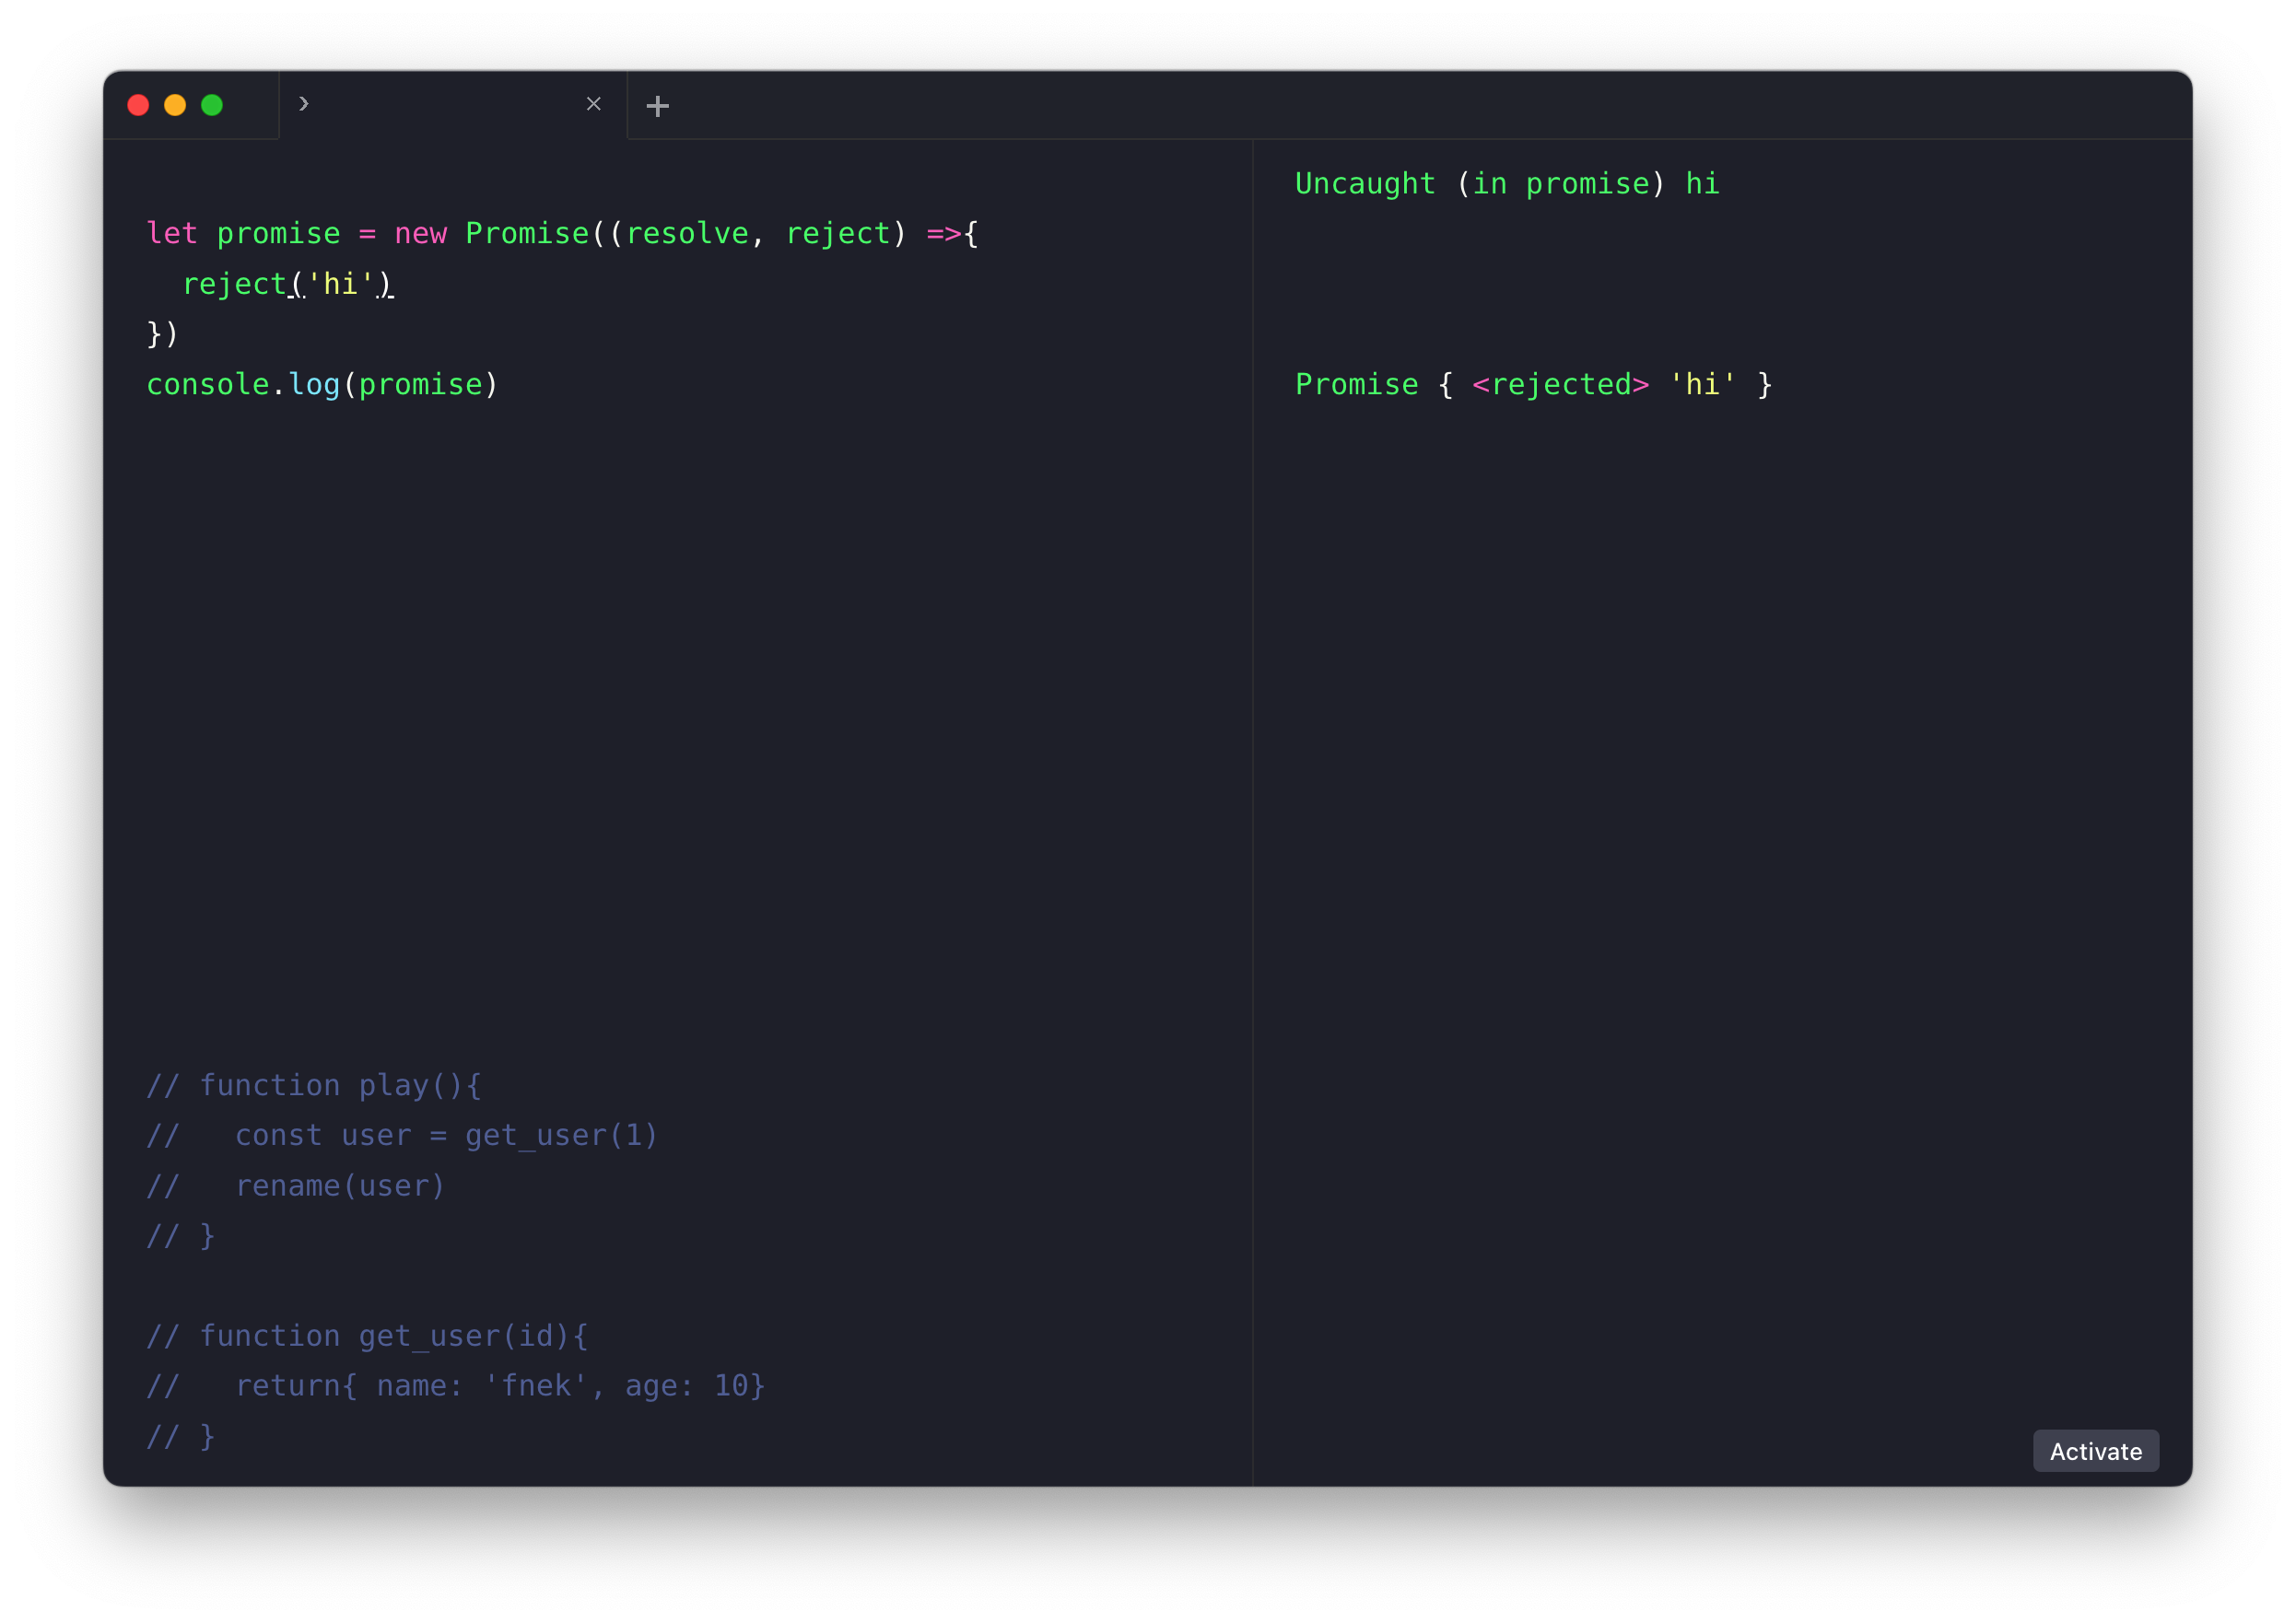 let promise = new Promise((resolve, reject) =>{
  reject('hi')
})
console.log(promise)
// function play(){
//   const user = get_user(1)
//   rename(user)
// }
// function get_user(id){
//   return{ name: 'fnek', age: 10}
// }
Uncaught (in promise) hi
Promise { <rejected> 'hi' }
Activate